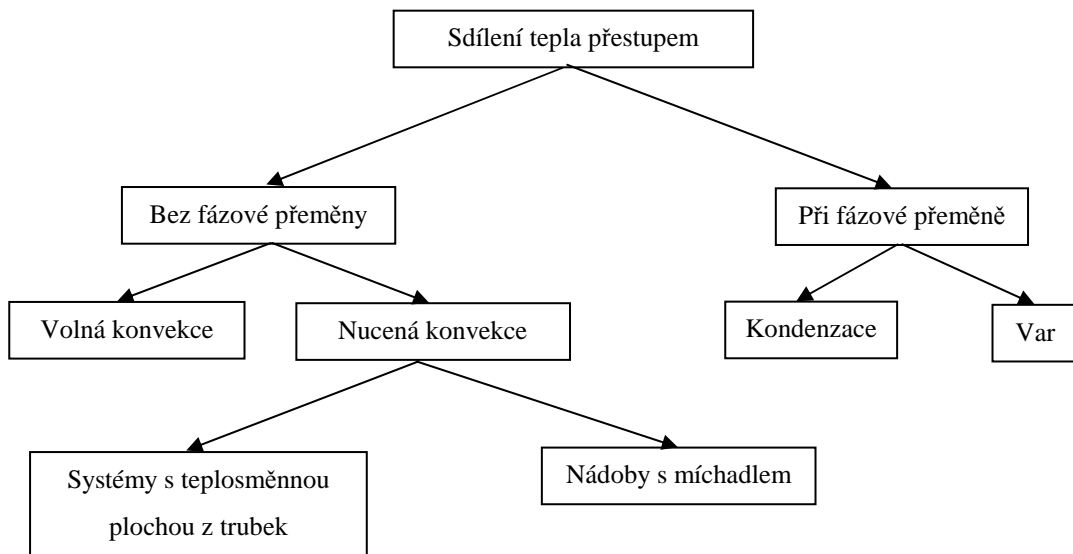 Sdílení tepla přestupem
Bez fázové přeměny
Při fázové přeměně
Volná konvekce
Nucená konvekce
Kondenzace
Var
Systémy s teplosměnnou
plochou z trubek
Nádoby s míchadlem